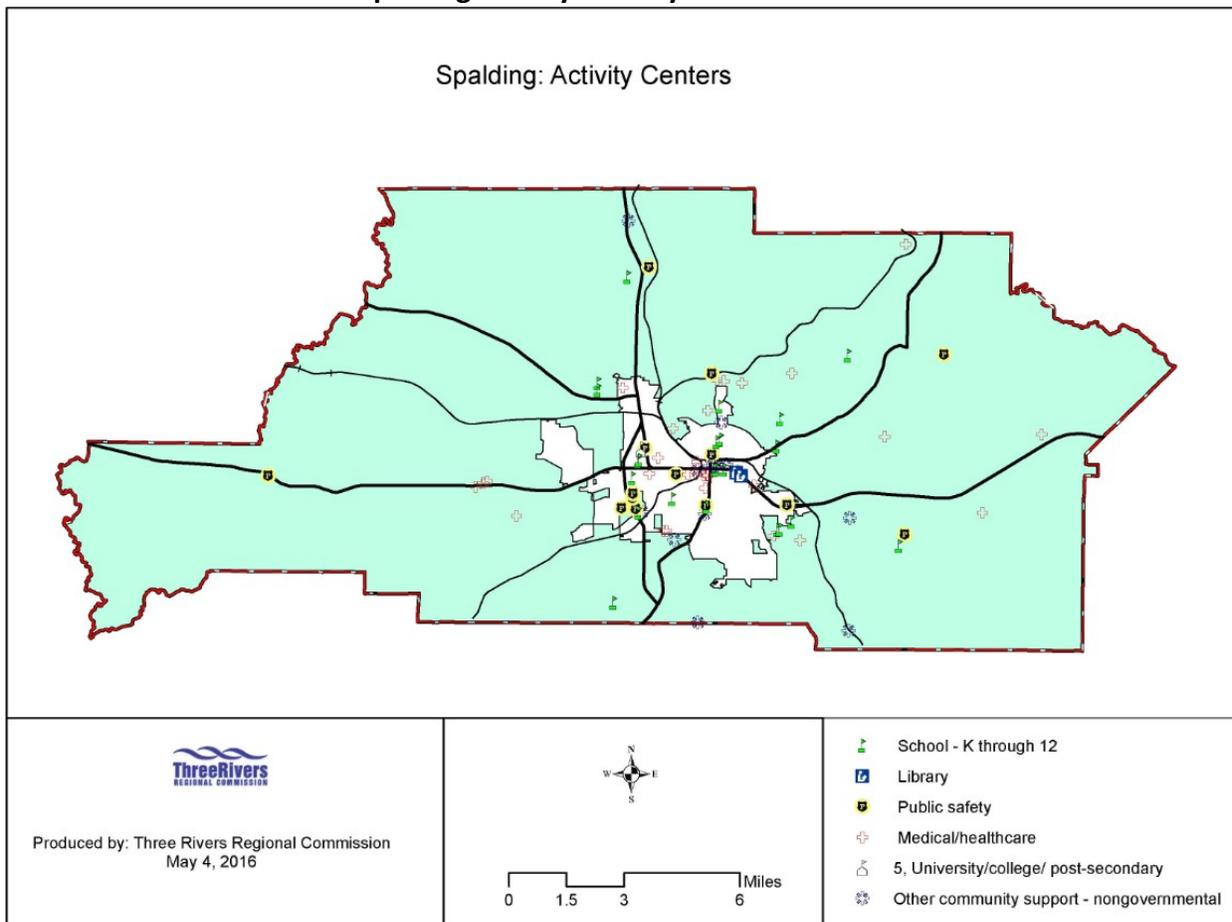 Spalding: Activity Centers
ThreeRivers
REGIONAL COMMISSION
Produced by: Three Rivers Regional Commission
May 4, 2016
N
W E
S
Miles
0 1.5 3 6
School - K through 12
Library
Public safety
Medical/healthcare
5, University/college/ post-secondary
Other community support - nongovernmental